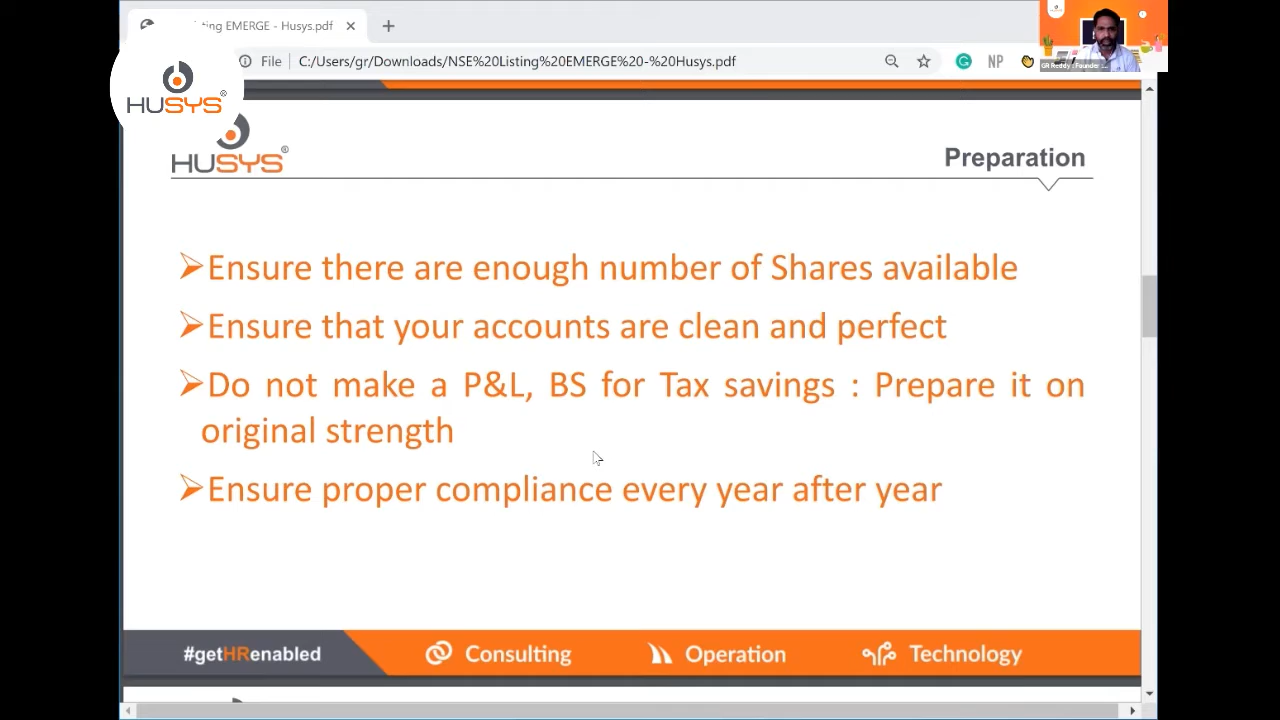 ting EMERGE - Husys.pdf
File
C:/Users/gr/Downloads/NSE%20Listing%20EMERGE%20-%20Husys.pdf
NP
GR Reddy : Founder
HUSYS®
HUSYS®
Preparation
➢Ensure there are enough number of Shares available
➢Ensure that your accounts are clean and perfect
➢Do not make a P&L, BS for Tax savings : Prepare it on
original strength
➢Ensure proper compliance every year after year
#getHRenabled
Consulting
Operation
Technology